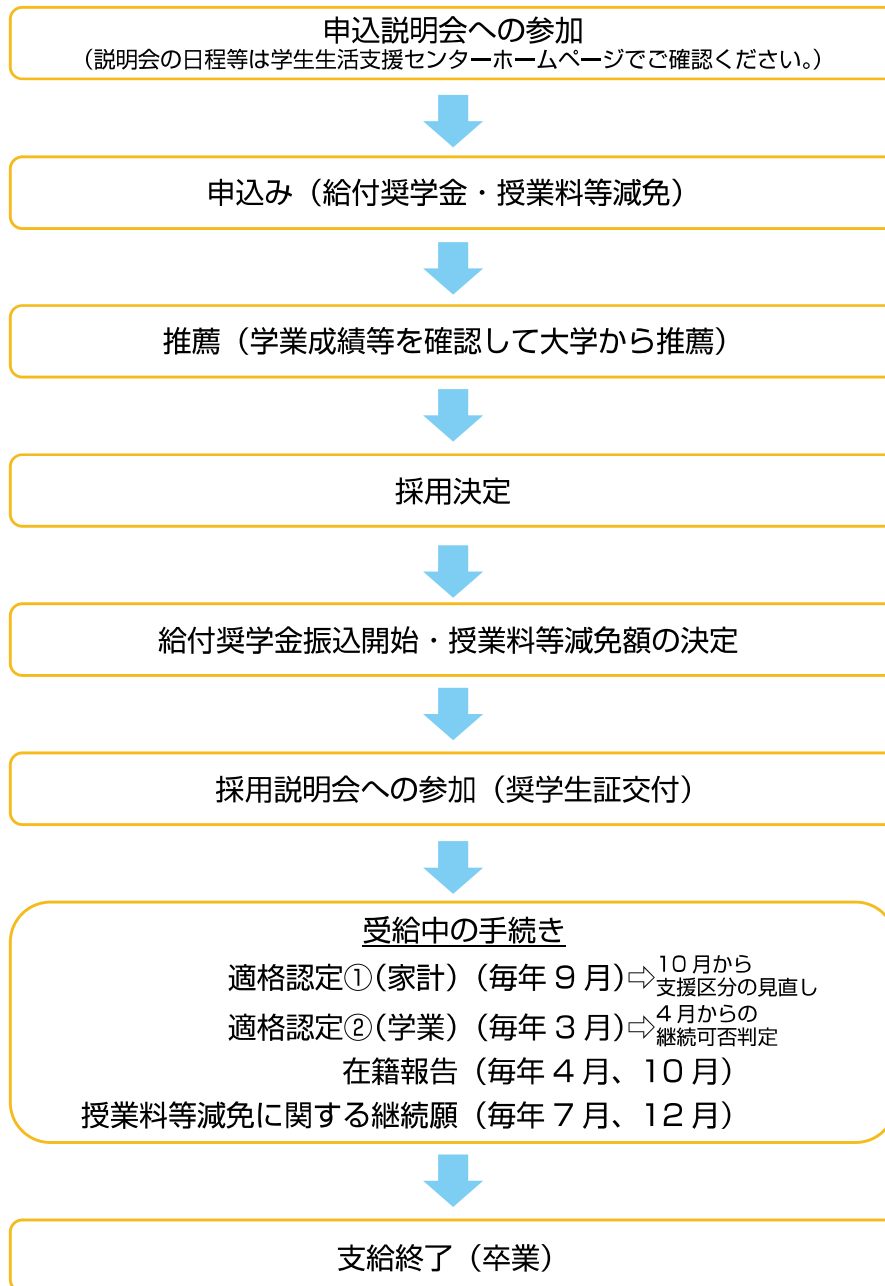 申込説明会への参加
（説明会の日程等は学生生活支援センターホームページでご確認ください。）
申込み（給付奨学金・授業料等減免）
推薦（学業成績等を確認して大学から推薦）
採用決定
給付奨学金振込開始・授業料等減免額の決定
採用説明会への参加（奨学生証交付）
受給中の手続き
適格認定①（家計）（毎年９月）⇨10月から
支援区分の見直し
適格認定②（学業）（毎年３月）⇨４月からの
継続可否判定
在籍報告（毎年４月、10月）
授業料等減免に関する継続願（毎年７月、12月）
支給終了（卒業）